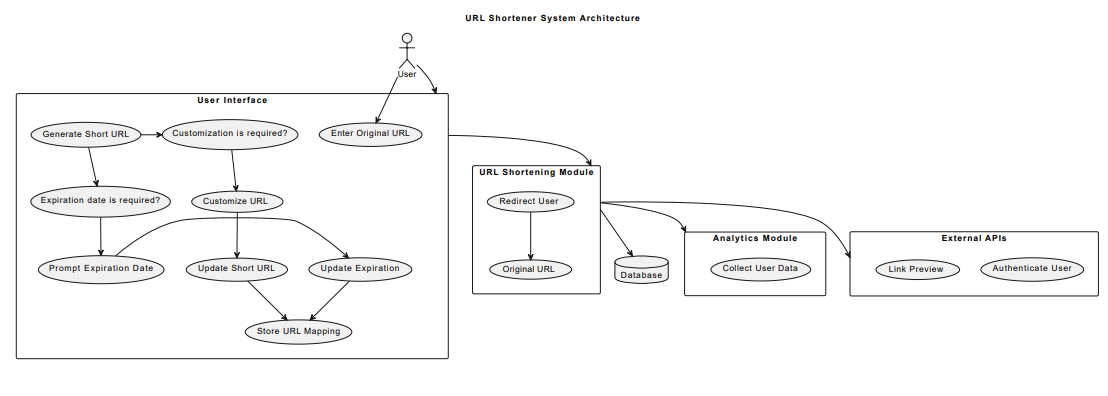 URL Shortener System Architecture
User
User Interface
Generate Short URL
Customization is required?
Enter Original URL
Expiration date is required?
Customize URL
Prompt Expiration Date
Update Short URL
Update Expiration
Store URL Mapping
URL Shortening Module
Redirect User
Original URL
Database
Analytics Module
Collect User Data
External APIs
Link Preview
Authenticate User